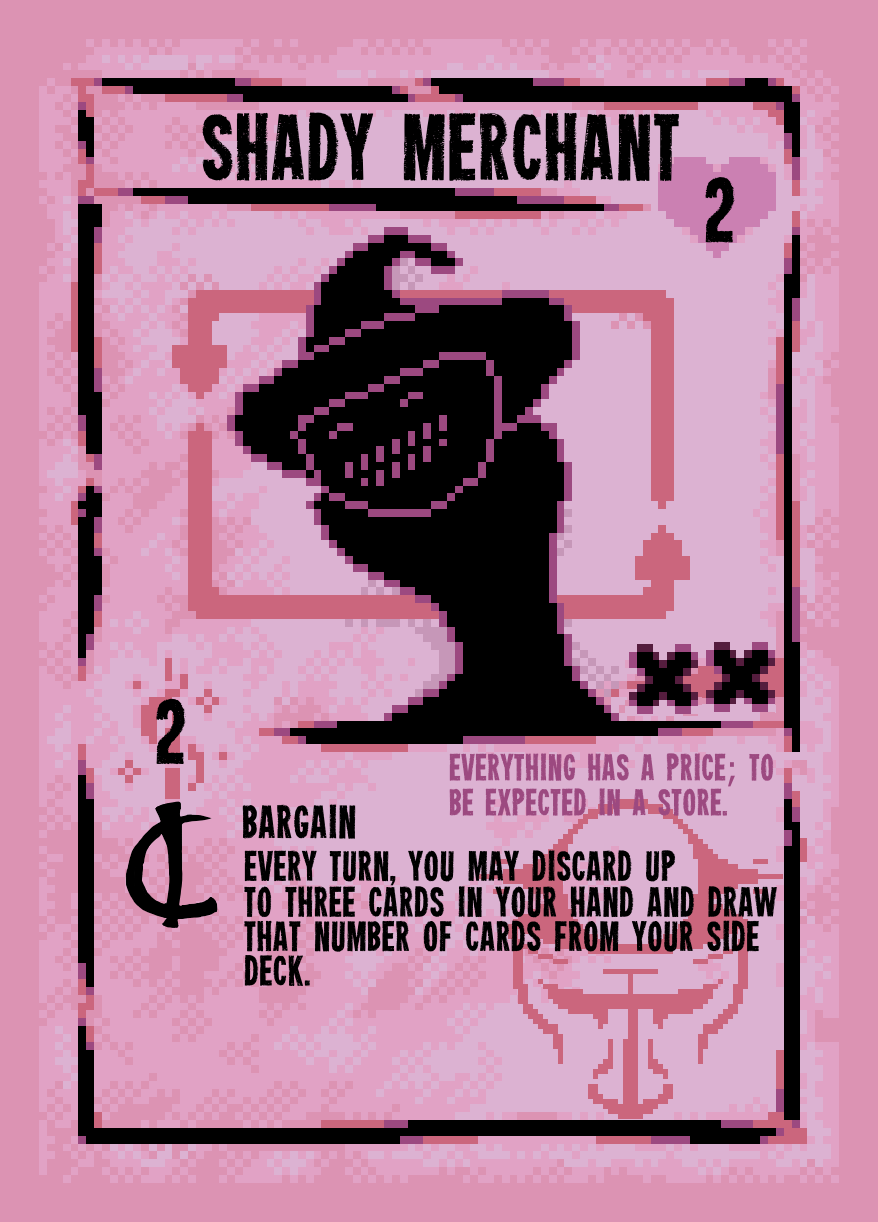 SHADY MERCHANT
2
2
EVERYTHING HAS A PRICE; TO
BE EXPECTED IN A STORE.
BARGAIN
EVERY TURN, YOU MAY DISCARD UP
TO THREE CARDS IN YOUR HAND AND DRAW
THAT NUMBER OF CARDS FROM YOUR SIDE
DECK.